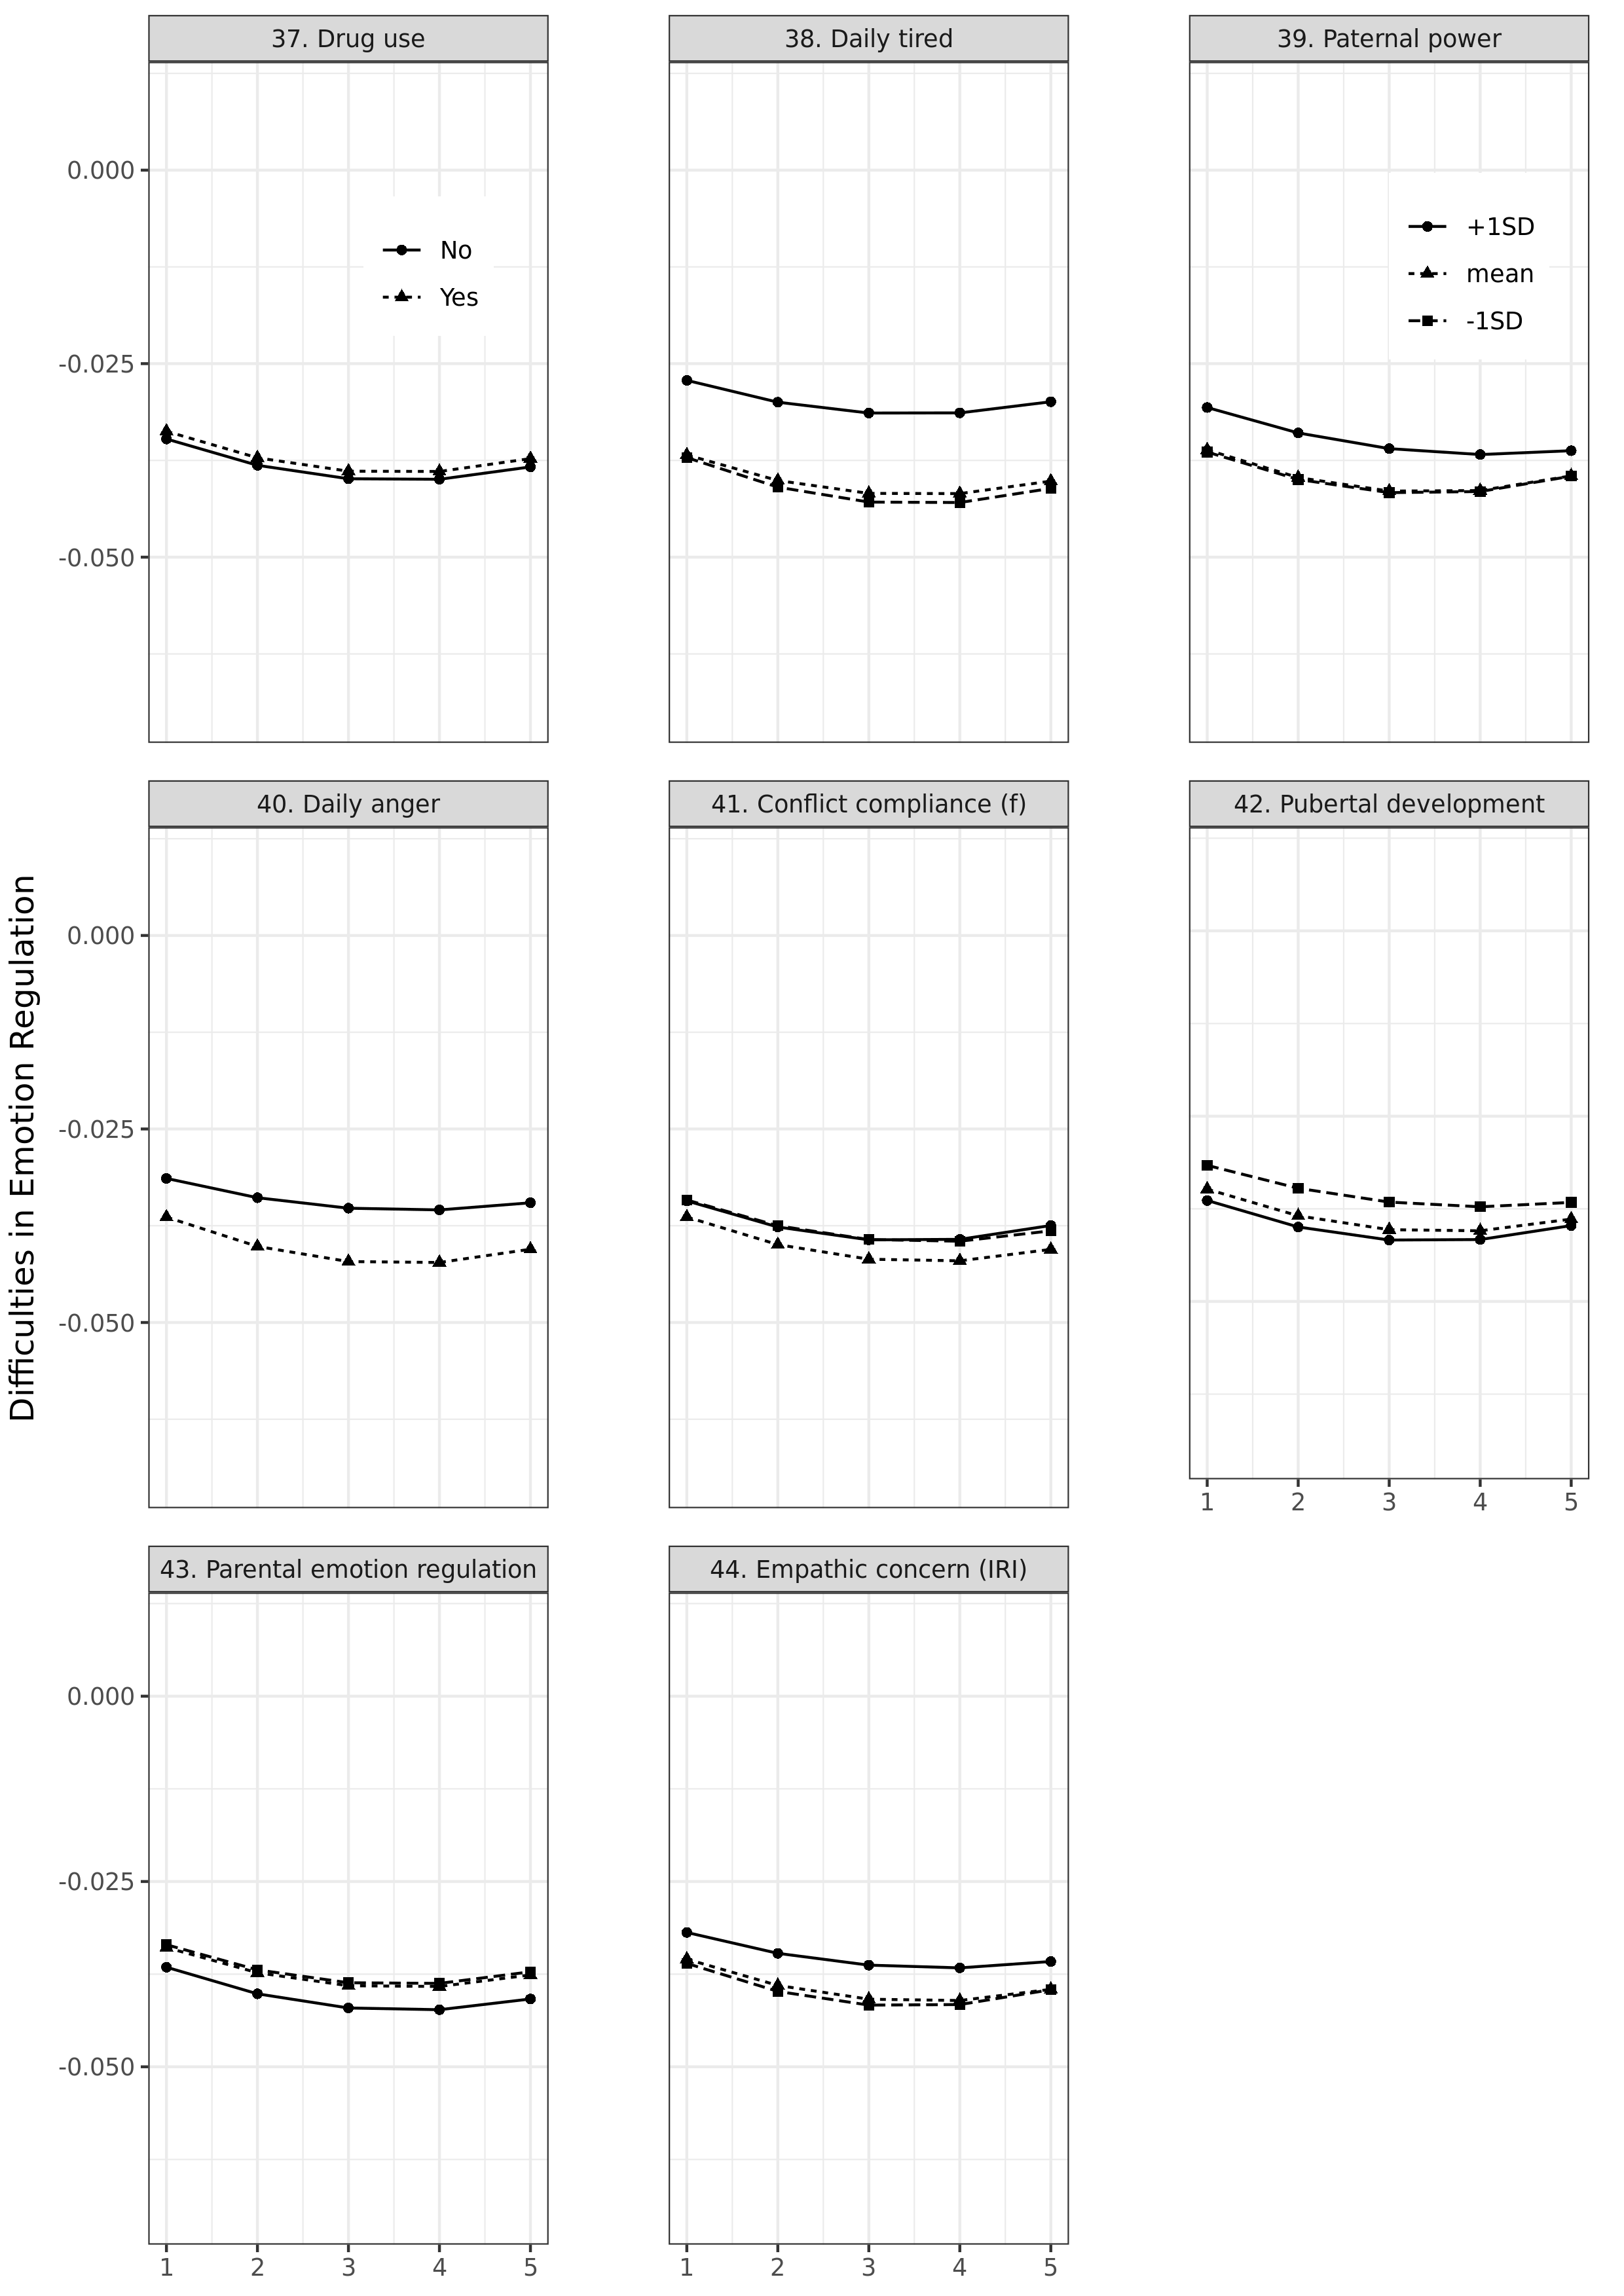 37. Drug use
38. Daily tired
39. Paternal power
0.000
-0.025
-0.050
No
Yes
+1SD
mean
-1SD
Difficulties in Emotion Regulation
40. Daily anger
41. Conflict compliance (f)
42. Pubertal development
0.000
-0.025
-0.050
1 2 3 4 5
43. Parental emotion regulation
44. Empathic concern (IRI)
0.000
-0.025
-0.050
1 2 3 4 5
1 2 3 4 5